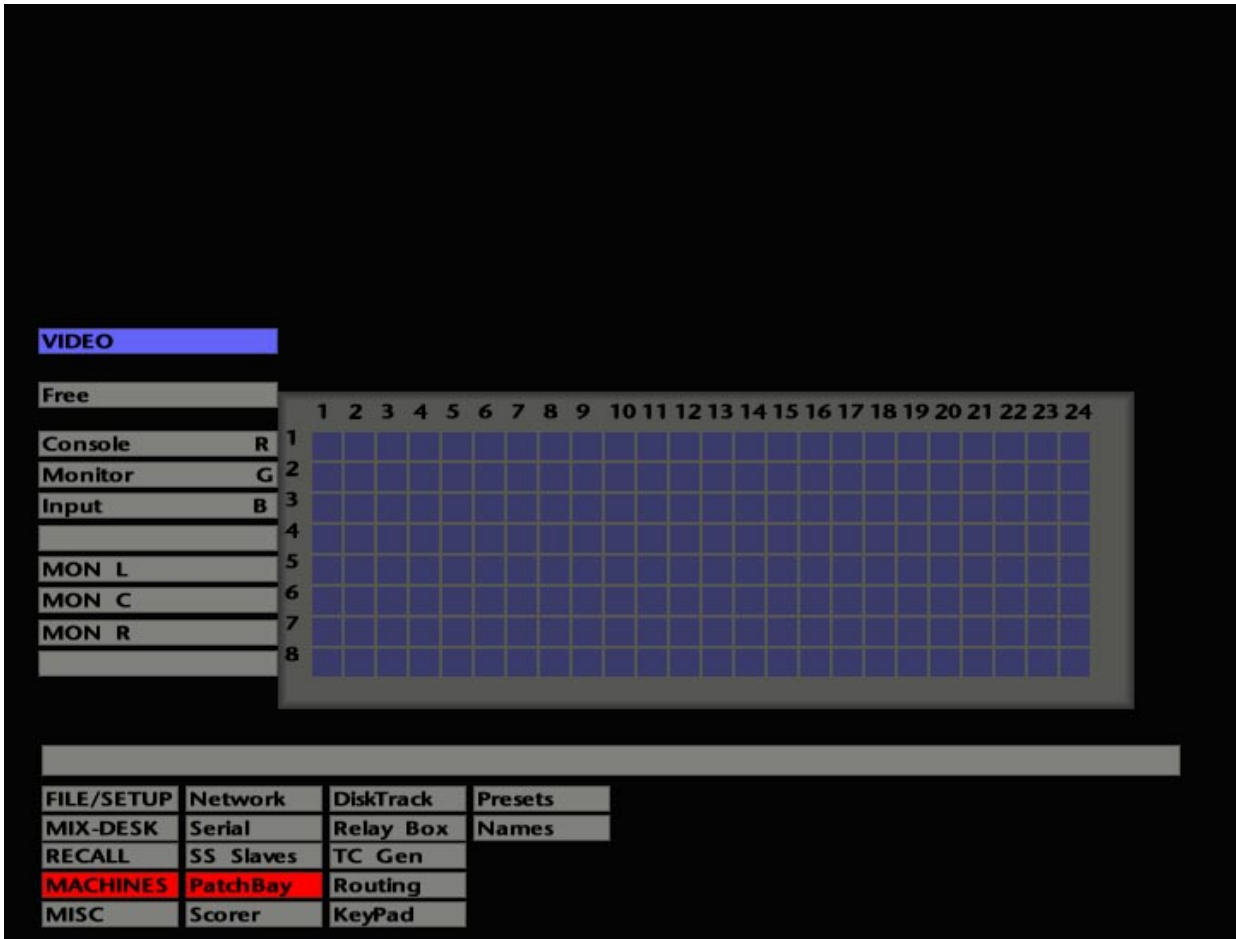 VIDEO
Free
1 2 3 4 5 6 7 8 9 10 11 12 13 14 15 16 17 18 19 20 21 22 23 24
Console R 1
Monitor G 2
Input B 3
4
MON L 5
MON C 6
MON R 7
8
FILE/SETUP Network DiskTrack Presets
MIX-DESK Serial Relay Box Names
RECALL SS Slaves TC Gen
MACHINES PatchBay Routing
MISC Scorer KeyPad